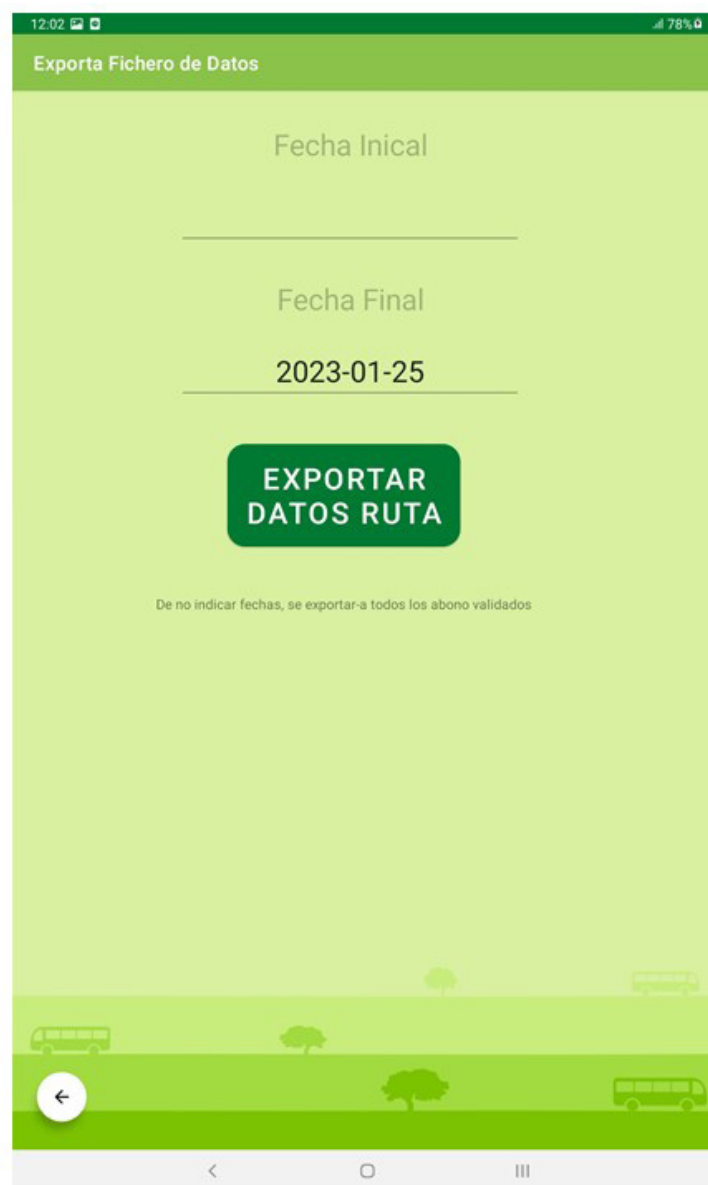 12:02 78%
Exporta Fichero de Datos
Fecha Inical
Fecha Final
2023-01-25
EXPORTAR
DATOS RUTA
De no indicar fechas, se exportar-a todos los abono validados